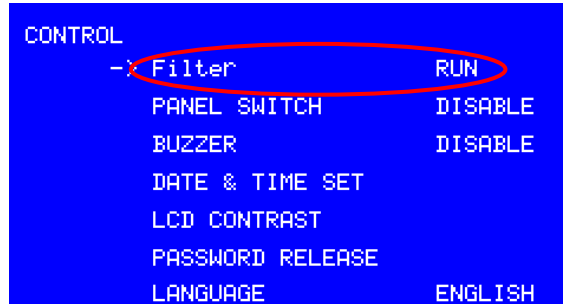 CONTROL
-> Filter RUN
PANEL SWITCH DISABLE
BUZZER DISABLE
DATE & TIME SET
LCD CONTRAST
PASSWORD RELEASE
LANGUAGE ENGLISH